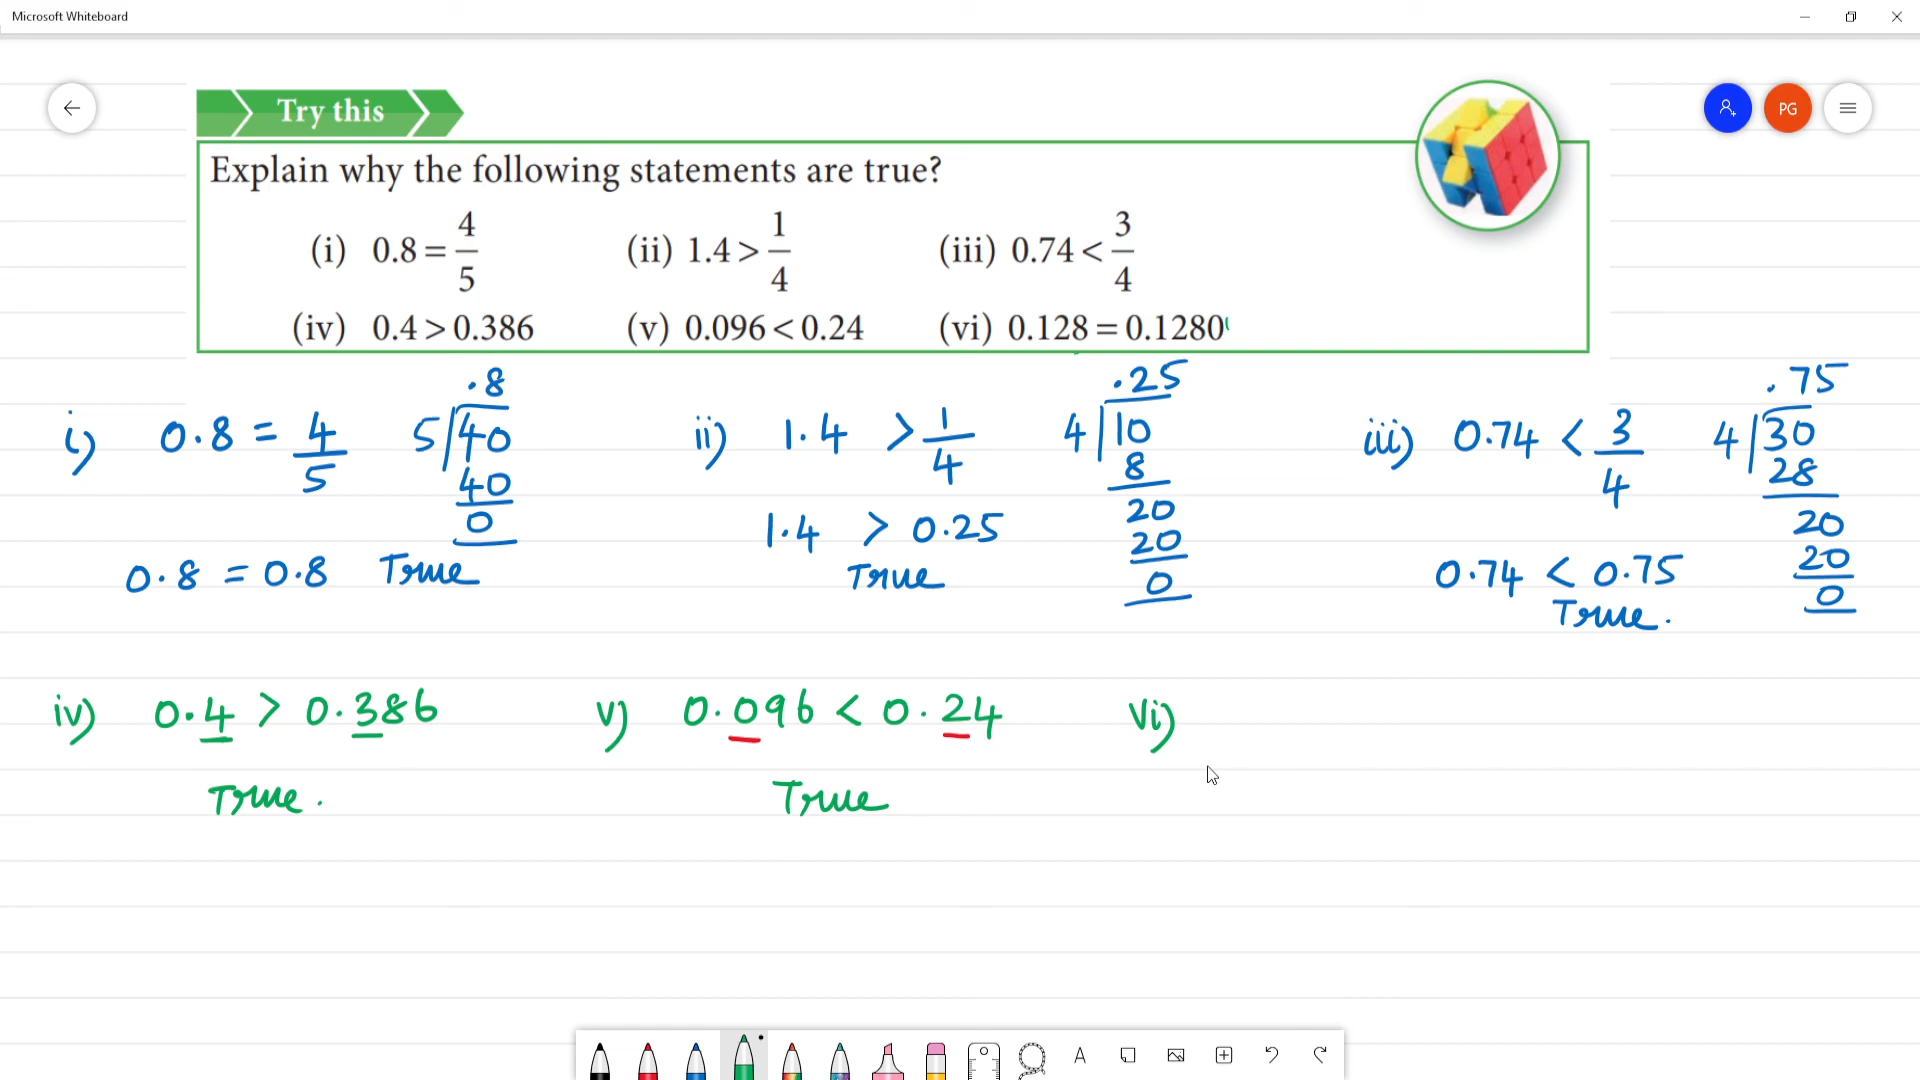 Microsoft Whiteboard
PG
Try this
Explain why the following statements are true?
(i) 0.8 = 4/5 (ii) 1.4 > 1/4 (iii) 0.74 < 3/4
(iv) 0.4 > 0.386 (v) 0.096 < 0.24 (vi) 0.128 = 0.1280
i) 0.8 = 4/5
.8
5 40
40
0
0.8 = 0.8 True
ii) 1.4 > 1/4
.25
4 10
8
20
20
0
1.4 > 0.25
True
iii) 0.74 < 3/4
.75
4 30
28
20
20
0
0.74 < 0.75
True.
iv) 0.4 > 0.386
True.
v) 0.096 < 0.24
True
vi)
A